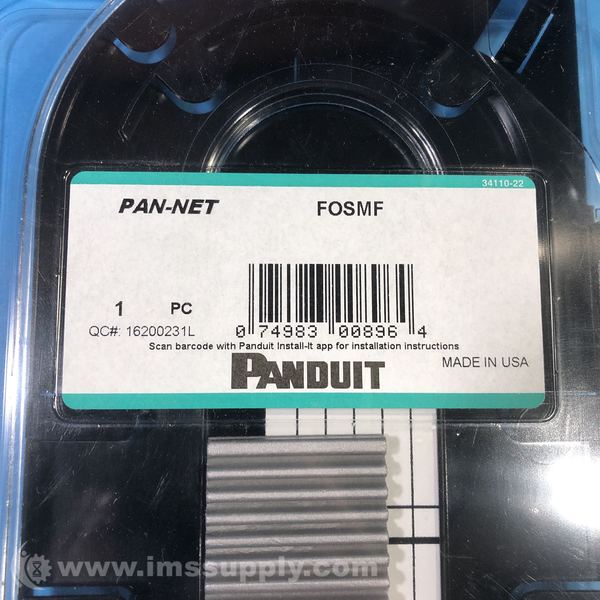 34110-22
PAN-NET FOSMF
1 PC
QC#: 16200231L
0 74983 00896 4
Scan barcode with Panduit Install-It app for installation instructions
PANDUIT
MADE IN USA
www.imssupply.com